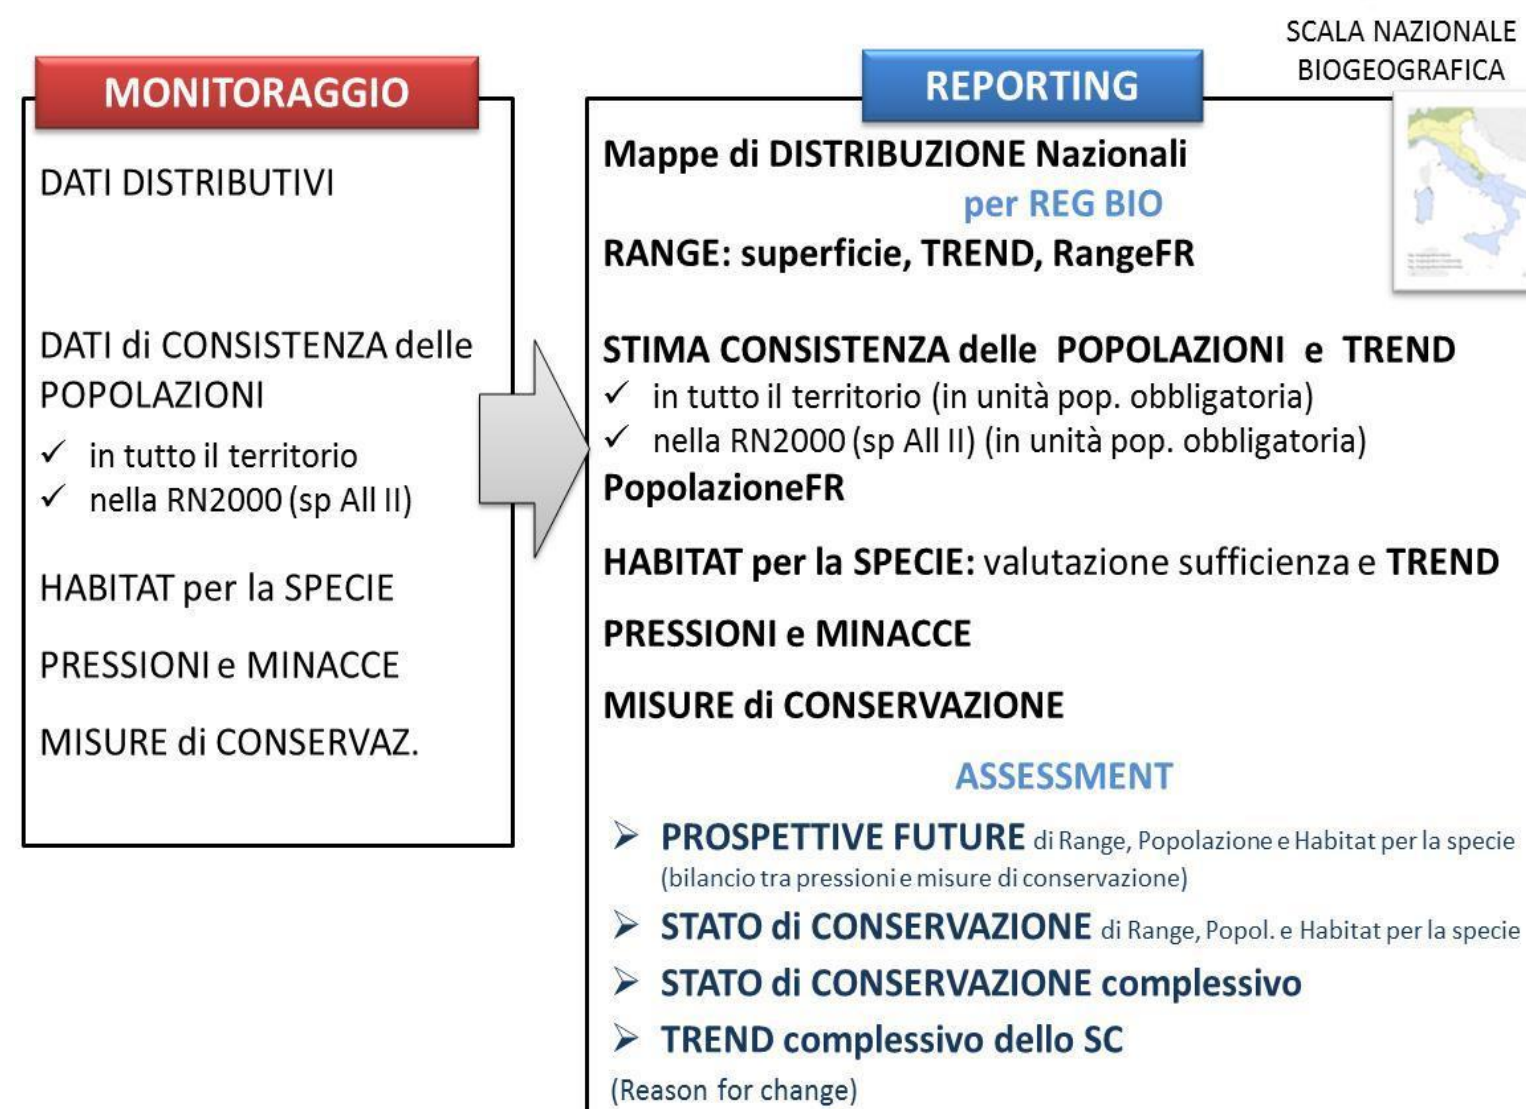 SCALA NAZIONALE
BIOGEOGRAFICA
MONITORAGGIO
DATI DISTRIBUTIVI
DATI di CONSISTENZA delle
POPOLAZIONI
✓ in tutto il territorio
✓ nella RN2000 (sp All II)
HABITAT per la SPECIE
PRESSIONI e MINACCE
MISURE di CONSERVAZ.
REPORTING
Mappe di DISTRIBUZIONE Nazionali
per REG BIO
RANGE: superficie, TREND, RangeFR
STIMA CONSISTENZA delle POPOLAZIONI e TREND
✓ in tutto il territorio (in unità pop. obbligatoria)
✓ nella RN2000 (sp All II) (in unità pop. obbligatoria)
PopolazioneFR
HABITAT per la SPECIE: valutazione sufficienza e TREND
PRESSIONI e MINACCE
MISURE di CONSERVAZIONE
ASSESSMENT
➢ PROSPETTIVE FUTURE di Range, Popolazione e Habitat per la specie
(bilancio tra pressioni e misure di conservazione)
➢ STATO di CONSERVAZIONE di Range, Popol. e Habitat per la specie
➢ STATO di CONSERVAZIONE complessivo
➢ TREND complessivo dello SC
(Reason for change)